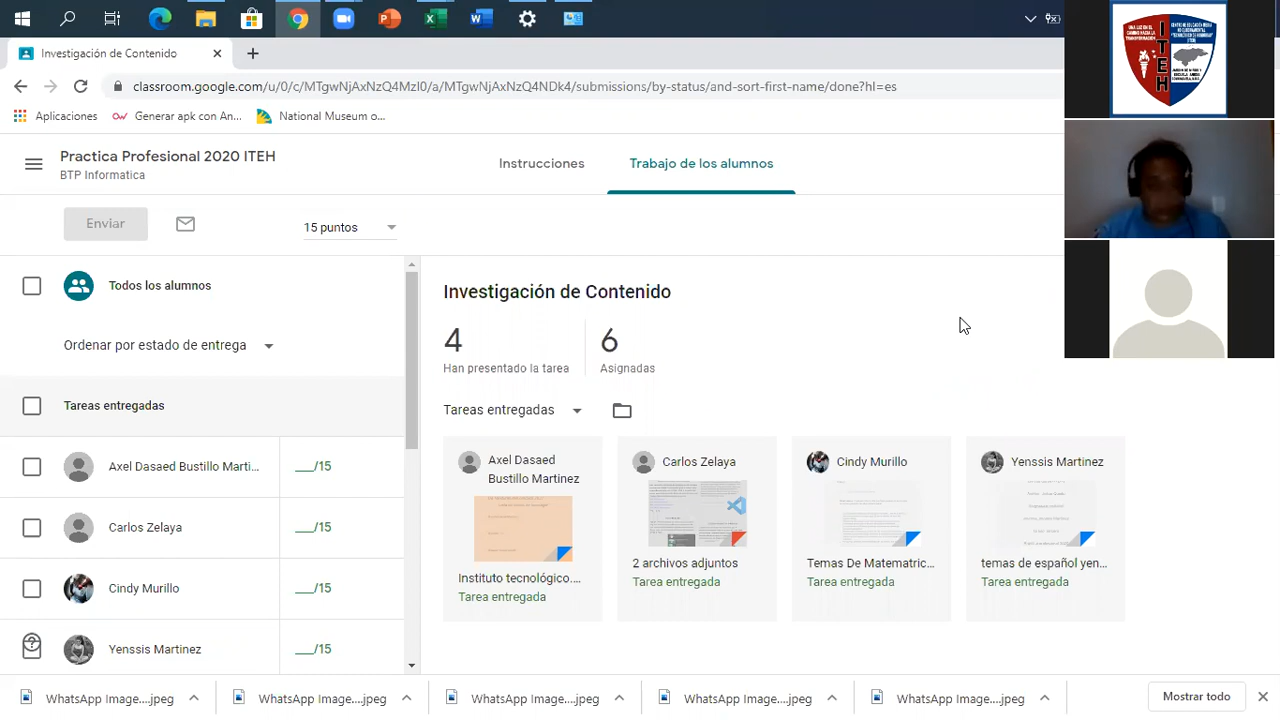 Investigación de Contenido
classroom.google.com/u/0/c/MTgwNjAxNzQ4MzI0/a/MTgwNjAxNzQ4NDk4/submissions/by-status/and-sort-first-name/done?hl=es
Aplicaciones
Generar apk con An...
National Museum o...
Practica Profesional 2020 ITEH
BTP Informatica
Instrucciones
Trabajo de los alumnos
Enviar
15 puntos
Todos los alumnos
Ordenar por estado de entrega
Tareas entregadas
Axel Dasaed Bustillo Marti...
__/15
Carlos Zelaya
__/15
Cindy Murillo
__/15
Yenssis Martinez
__/15
Investigación de Contenido
4
Han presentado la tarea
6
Asignadas
Tareas entregadas
Axel Dasaed
Bustillo Martinez
Instituto tecnológico....
Tarea entregada
Carlos Zelaya
2 archivos adjuntos
Tarea entregada
Cindy Murillo
Temas De Matematric...
Tarea entregada
Yenssis Martinez
temas de español yen...
Tarea entregada
ITEH
WhatsApp Image....jpeg
WhatsApp Image....jpeg
WhatsApp Image....jpeg
WhatsApp Image....jpeg
WhatsApp Image....jpeg
Mostrar todo